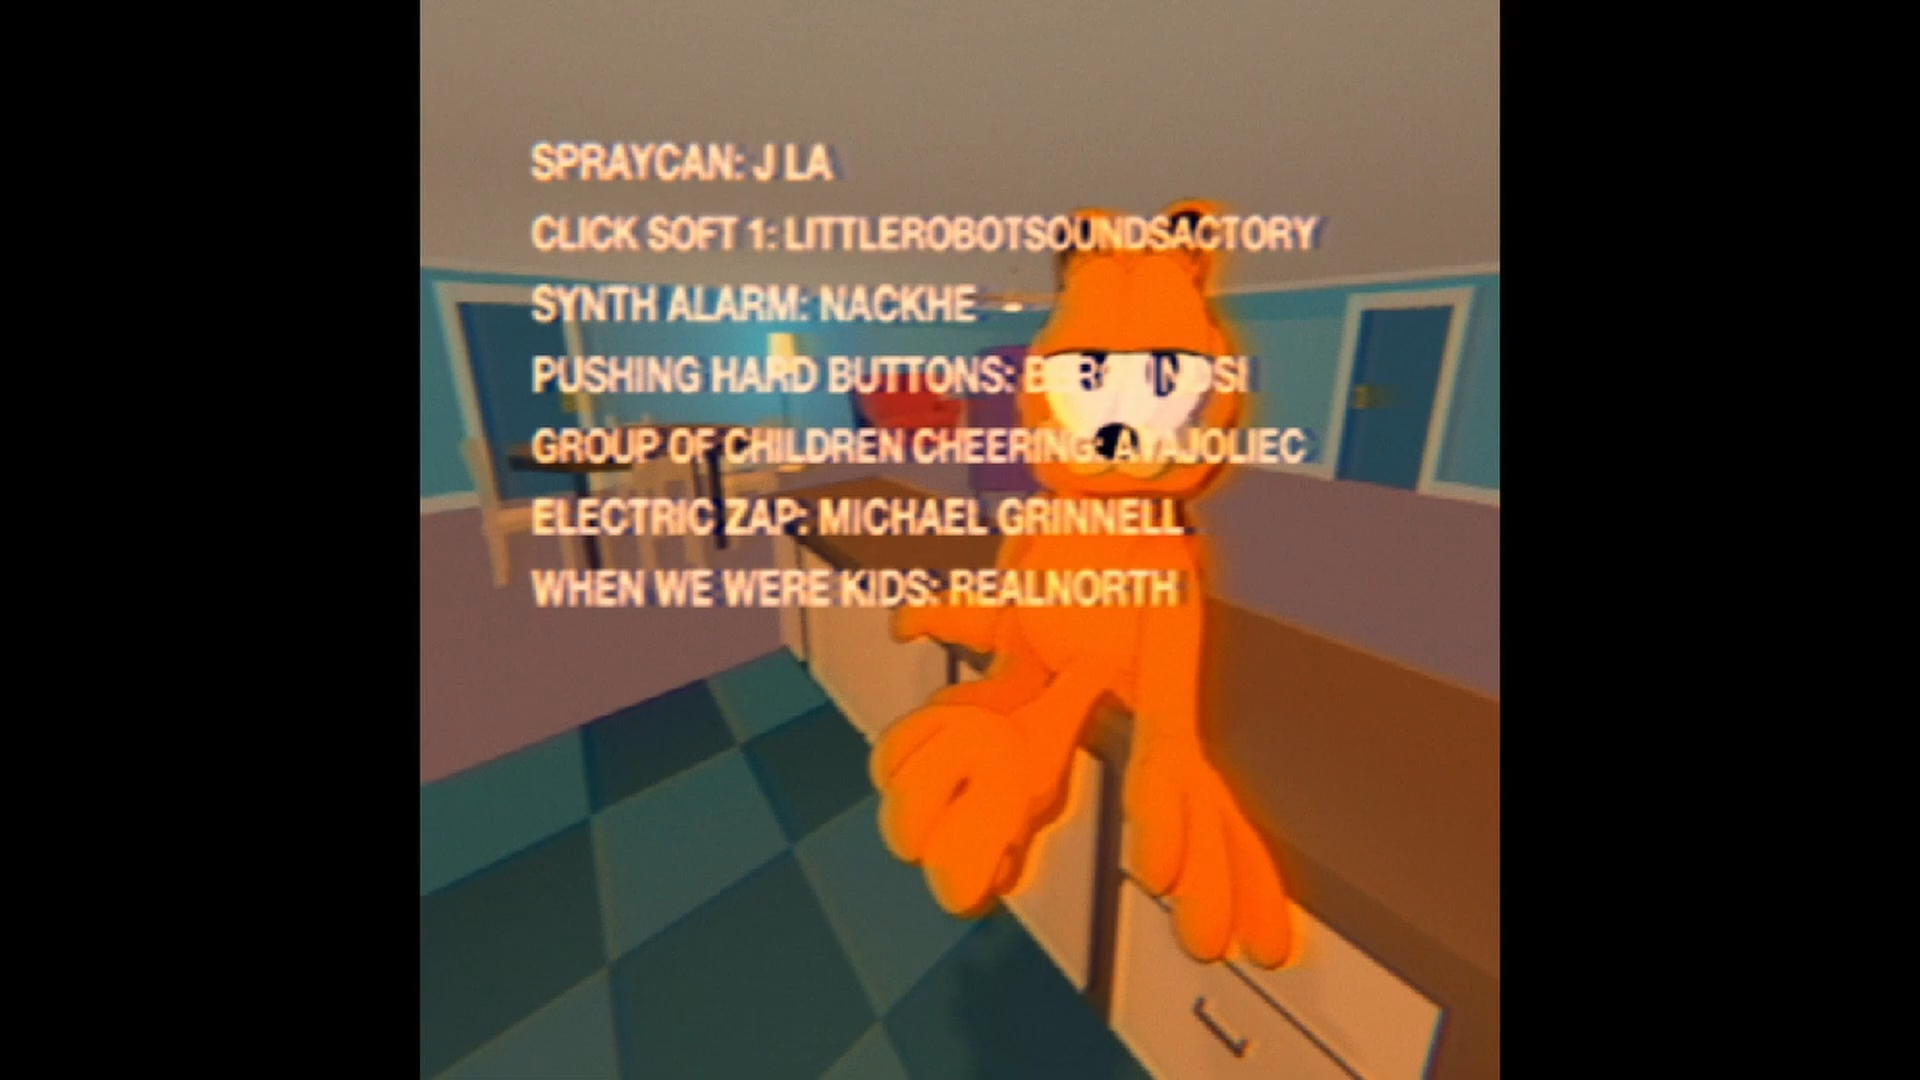 SPRAYCAN: J LA
CLICK SOFT 1: LITTLEROBOTSOUNDSACTORY
SYNTH ALARM: NACKHE
PUSHING HARD BUTTONS:
GROUP OF CHILDREN CHEERING: AYAJOLIEC
ELECTRIC ZAP: MICHAEL GRINNELL
WHEN WE WERE KIDS: REALNORTH